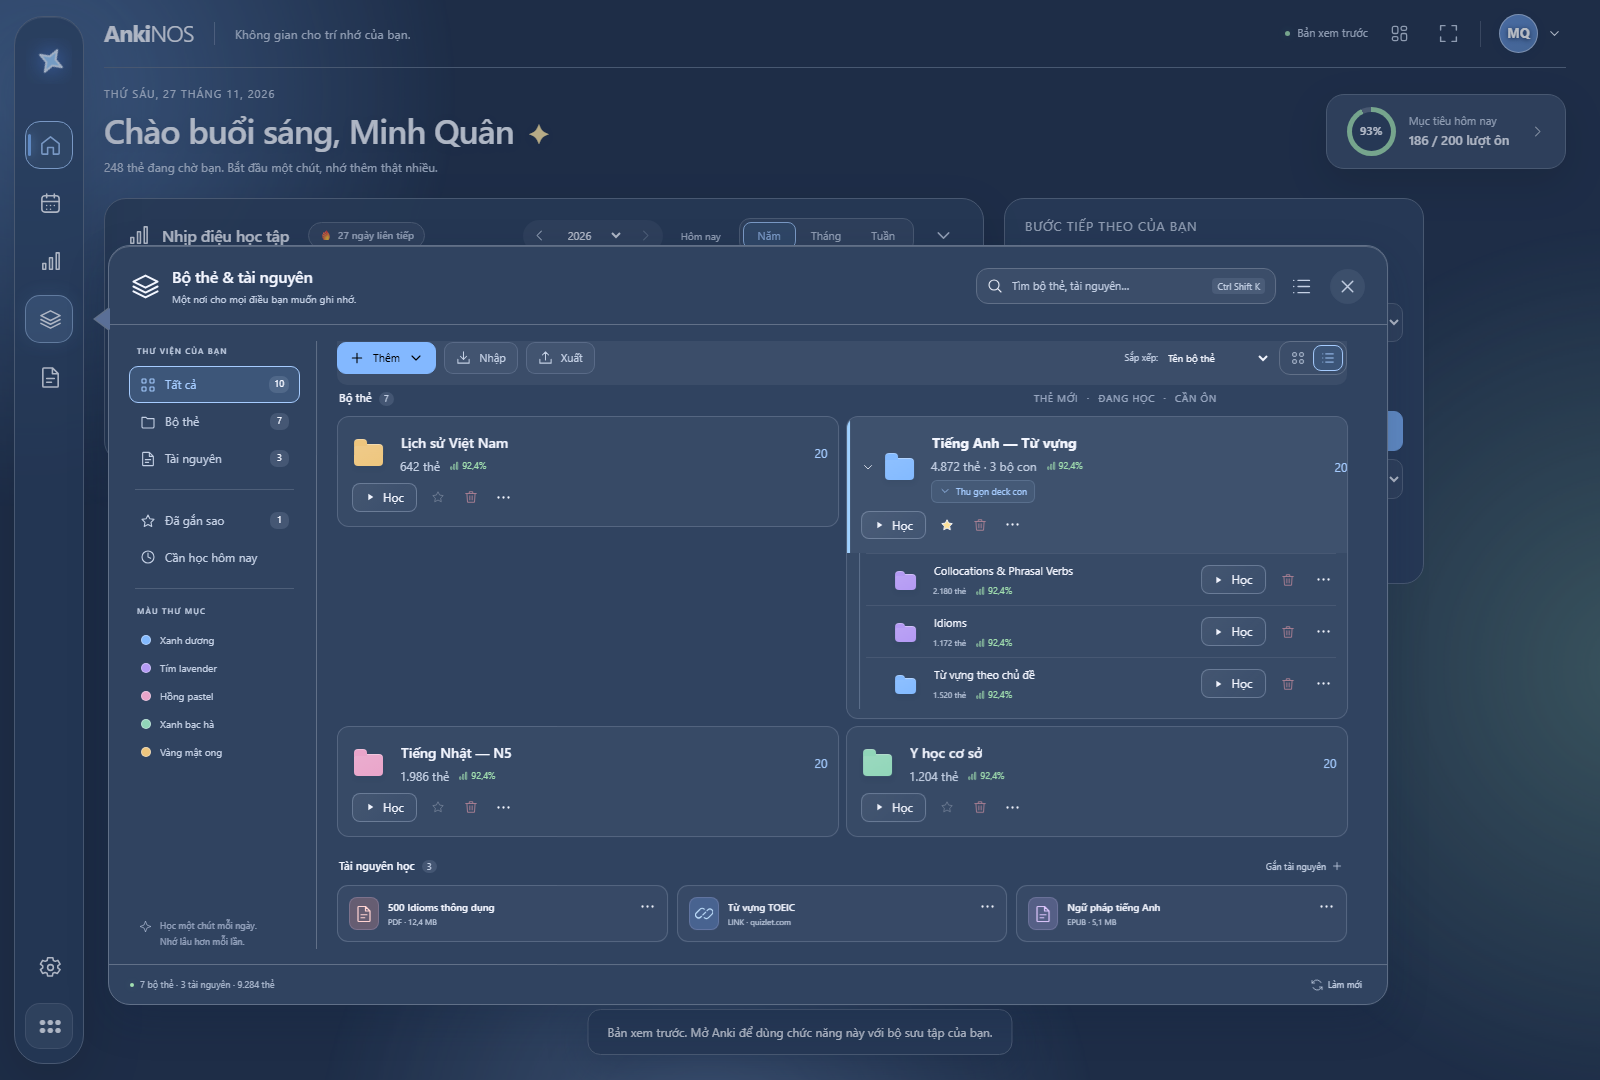 AnkiNOS
Không gian cho trí nhớ của bạn.
Bản xem trước
MQ
THỨ SÁU, 27 THÁNG 11, 2026
Chào buổi sáng, Minh Quân
248 thẻ đang chờ bạn. Bắt đầu một chút, nhớ thêm thật nhiều.
93%
Mục tiêu hôm nay
186 / 200 lượt ôn
Nhịp điệu học tập
27 ngày liên tiếp
2026
Hôm nay
Năm
Tháng
Tuần
BƯỚC TIẾP THEO CỦA BẠN
Bộ thẻ & tài nguyên
Một nơi cho mọi điều bạn muốn ghi nhớ.
Tìm bộ thẻ, tài nguyên...
Ctrl Shift K
THƯ VIỆN CỦA BẠN
Tất cả 10
Bộ thẻ 7
Tài nguyên 3
Đã gắn sao 1
Cần học hôm nay
MÀU THƯ MỤC
Xanh dương
Tím lavender
Hồng pastel
Xanh bạc hà
Vàng mật ong
Học một chút mỗi ngày.
Nhớ lâu hơn mỗi lần.
Thêm
Nhập
Xuất
Sắp xếp: Tên bộ thẻ
Bộ thẻ 7
THẺ MỚI · ĐANG HỌC · CẦN ÔN
Lịch sử Việt Nam
642 thẻ 92,4%
20
Học
Tiếng Anh — Từ vựng
4.872 thẻ · 3 bộ con 92,4%
20
Thu gọn deck con
Học
Collocations & Phrasal Verbs
2.180 thẻ 92,4%
Học
Idioms
1.172 thẻ 92,4%
Học
Từ vựng theo chủ đề
1.520 thẻ 92,4%
Học
Tiếng Nhật — N5
1.986 thẻ 92,4%
20
Học
Y học cơ sở
1.204 thẻ 92,4%
20
Học
Tài nguyên học 3
Gắn tài nguyên
500 Idioms thông dụng
PDF · 12,4 MB
Từ vựng TOEIC
LINK · quizlet.com
Ngữ pháp tiếng Anh
EPUB · 5,1 MB
7 bộ thẻ · 3 tài nguyên · 9.284 thẻ
Làm mới
Bản xem trước. Mở Anki để dùng chức năng này với bộ sưu tập của bạn.